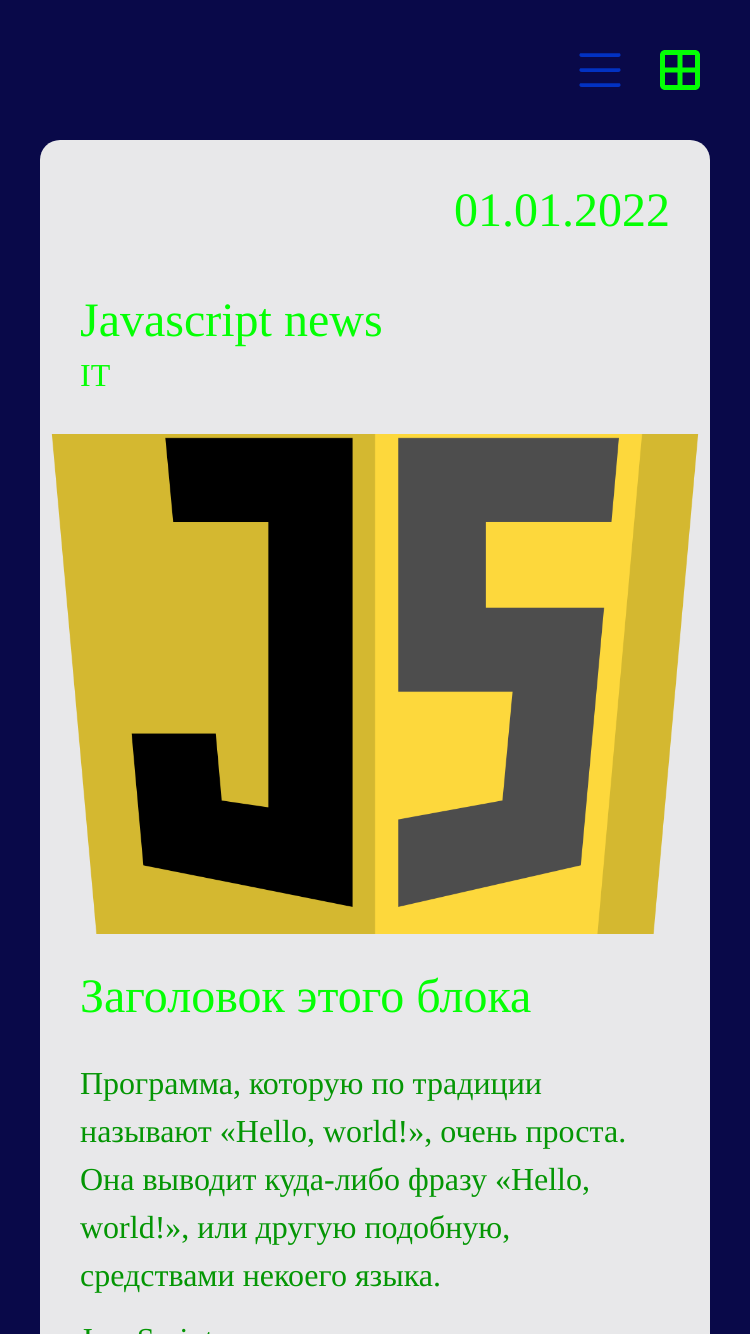 01.01.2022
Javascript news
IT
JS
Заголовок этого блока
Программа, которую по традиции
называют «Hello, world!», очень проста.
Она выводит куда-либо фразу «Hello,
world!», или другую подобную,
средствами некоего языка.